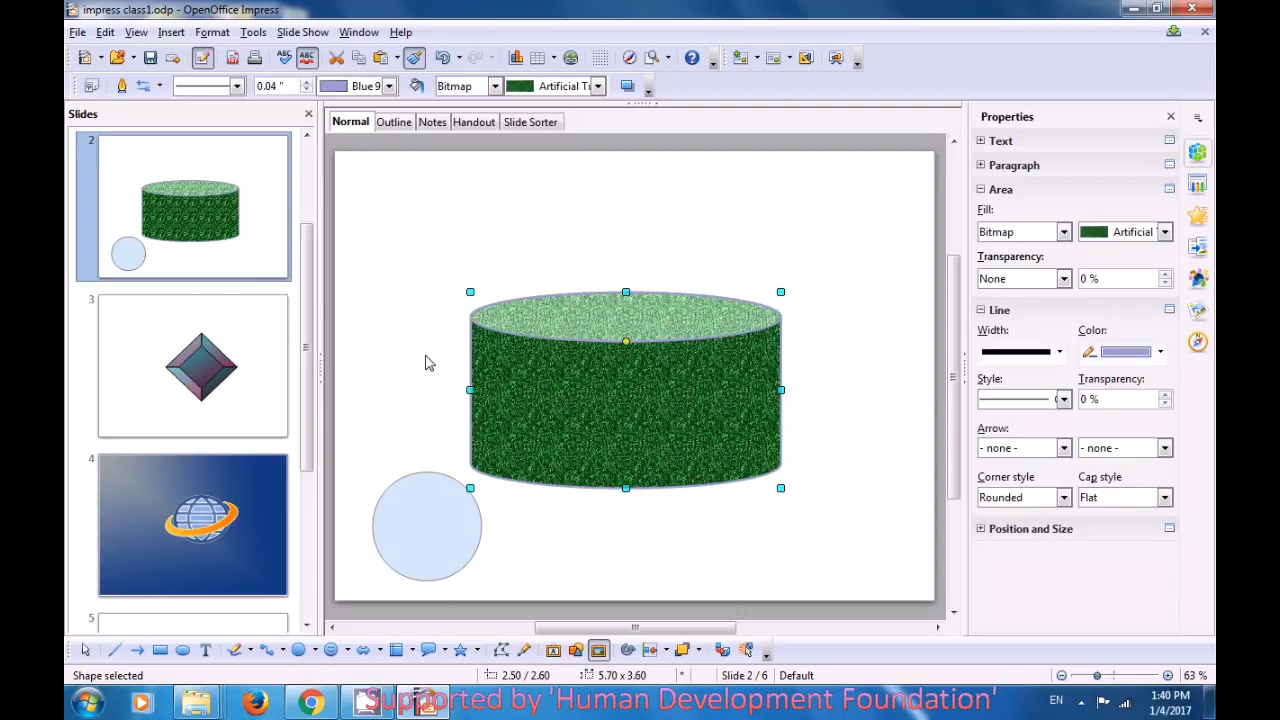 impress class1.odp - OpenOffice Impress
File Edit View Insert Format Tools Slide Show Window Help
0.04 " Blue 9 Bitmap Artificial Tu
Slides
Normal Outline Notes Handout Slide Sorter
Properties
Text
Paragraph
Area
Fill:
Bitmap Artificial
Transparency:
None 0 %
Line
Width: Color:
Style: Transparency:
0 %
Arrow:
- none - - none -
Corner style Cap style
Rounded Flat
Position and Size
2
3
4
5
Shape selected 2.50 / 2.60 5.70 x 3.60 * Slide 2 / 6 Default 63 %
Supported by 'Human Development Foundation'
EN
1:40 PM
1/4/2017